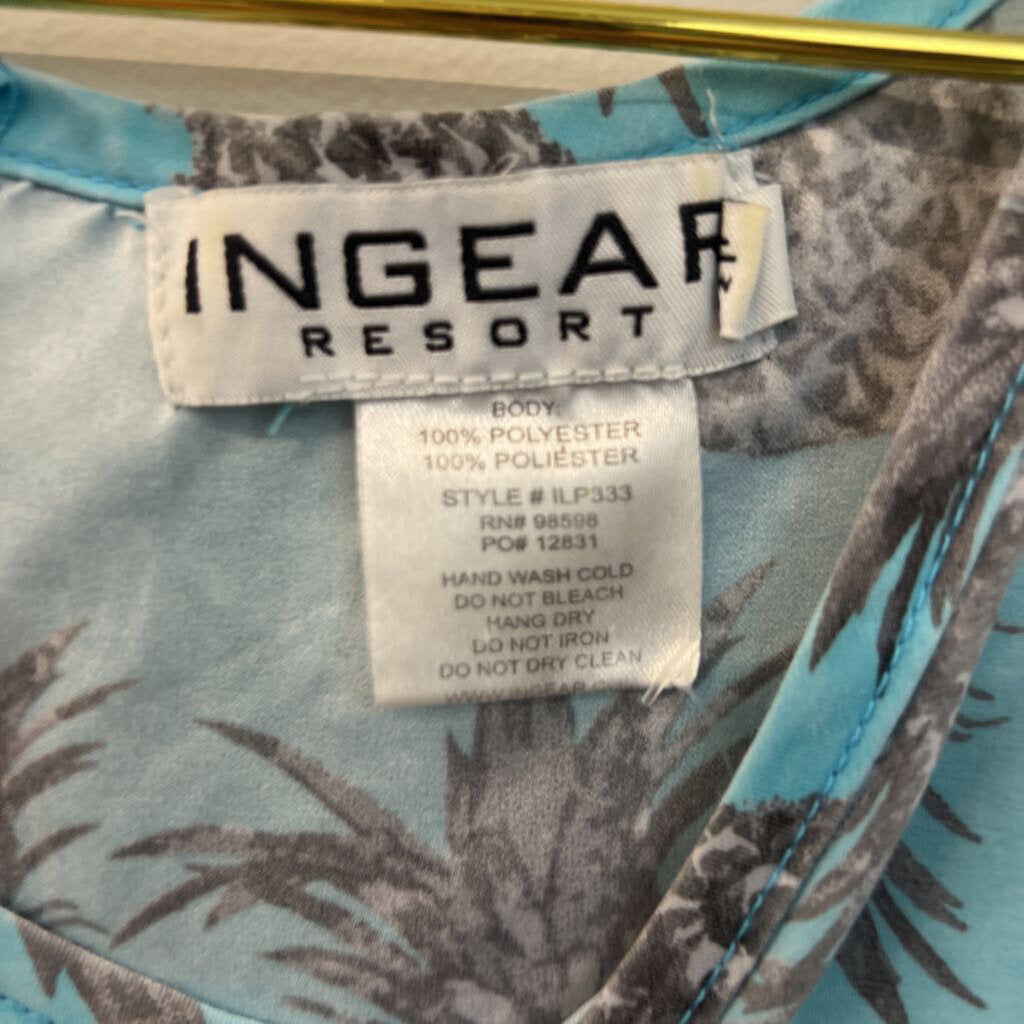 INGEAR
RESORT
BODY:
100% POLYESTER
100% POLIÉSTER
STYLE # ILP333
RN# 98598
PO# 12831
HAND WASH COLD
DO NOT BLEACH
HANG DRY
DO NOT IRON
DO NOT DRY CLEAN